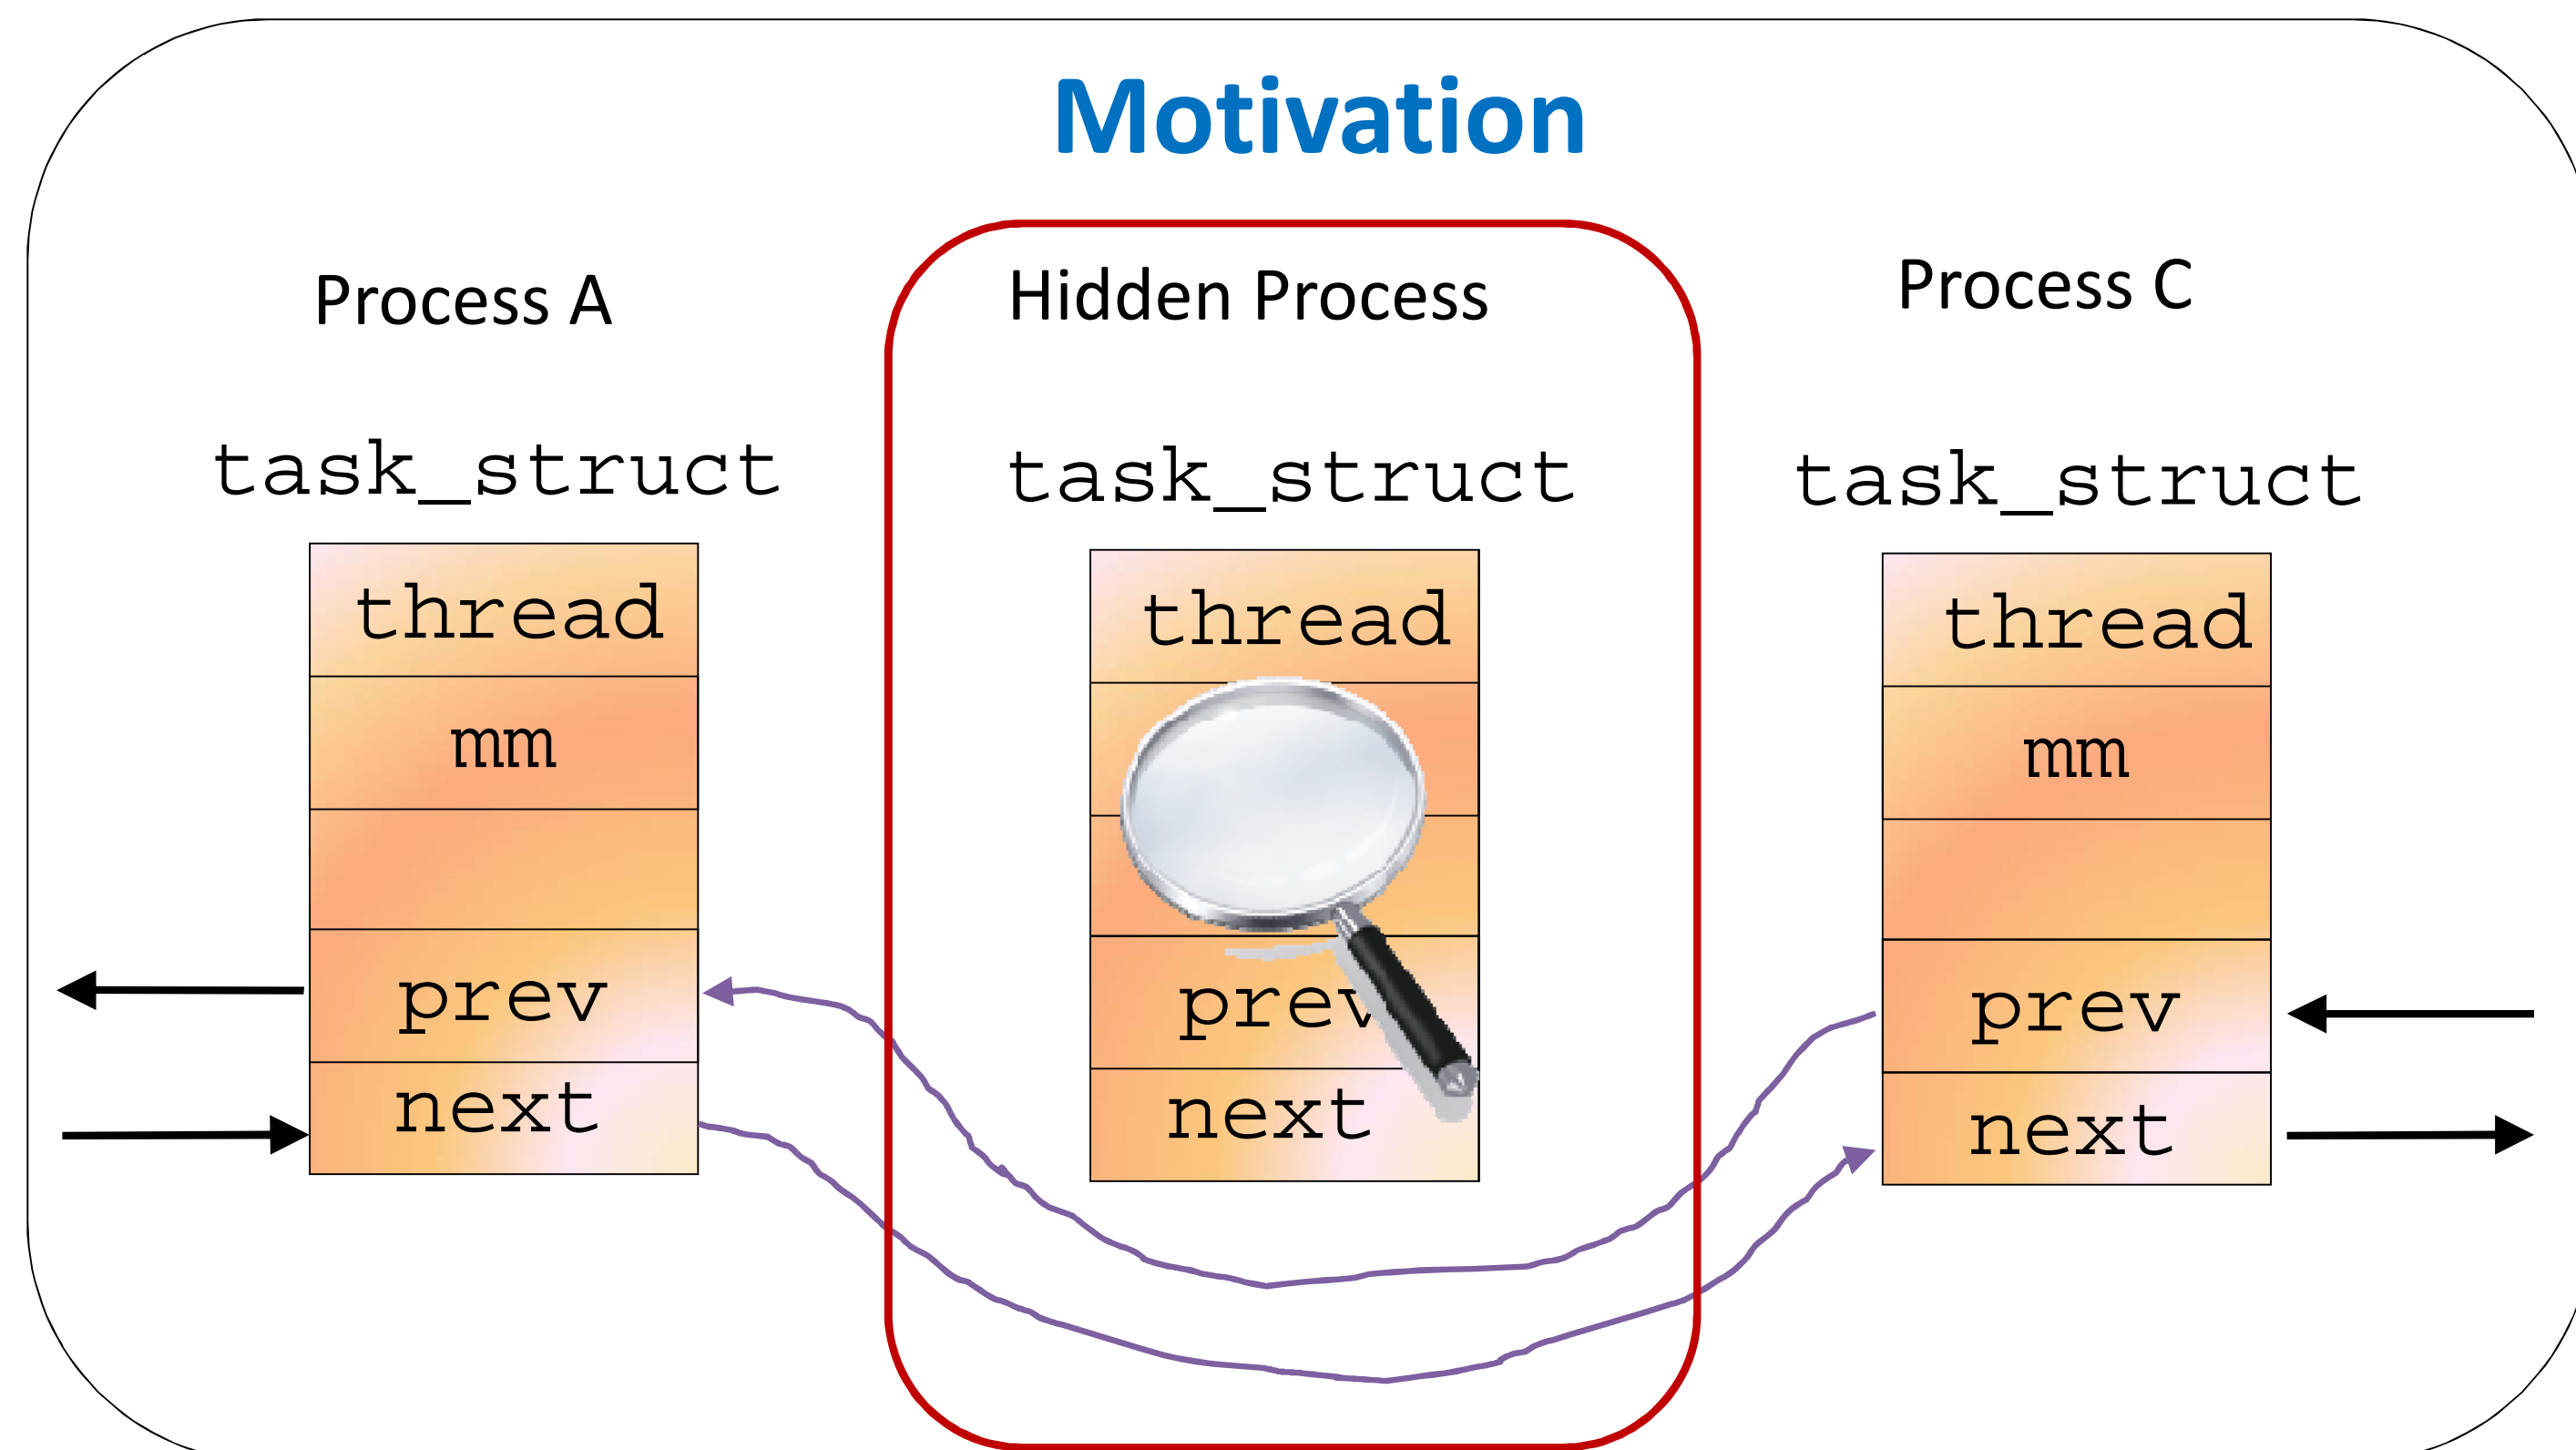 Motivation
Process A
Hidden Process
Process C
task_struct
task_struct
task_struct
thread
thread
thread
mm
mm
prev
prev
prev
next
next
next